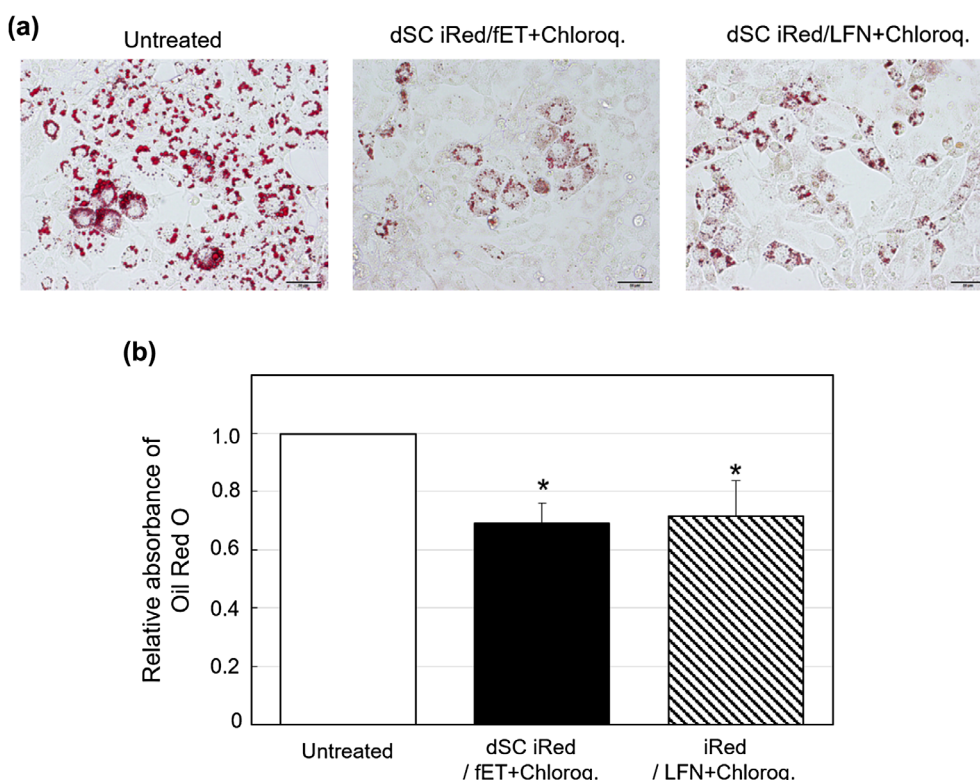 (a)
Untreated
dSC iRed/fET+Chloroq.
dSC iRed/LFN+Chloroq.
(b)
Relative absorbance of
Oil Red O
1.0
0.8
0.6
0.4
0.2
0
*
*
Untreated
dSC iRed
/ fET+Chloroq.
iRed
/ LFN+Chloroq.